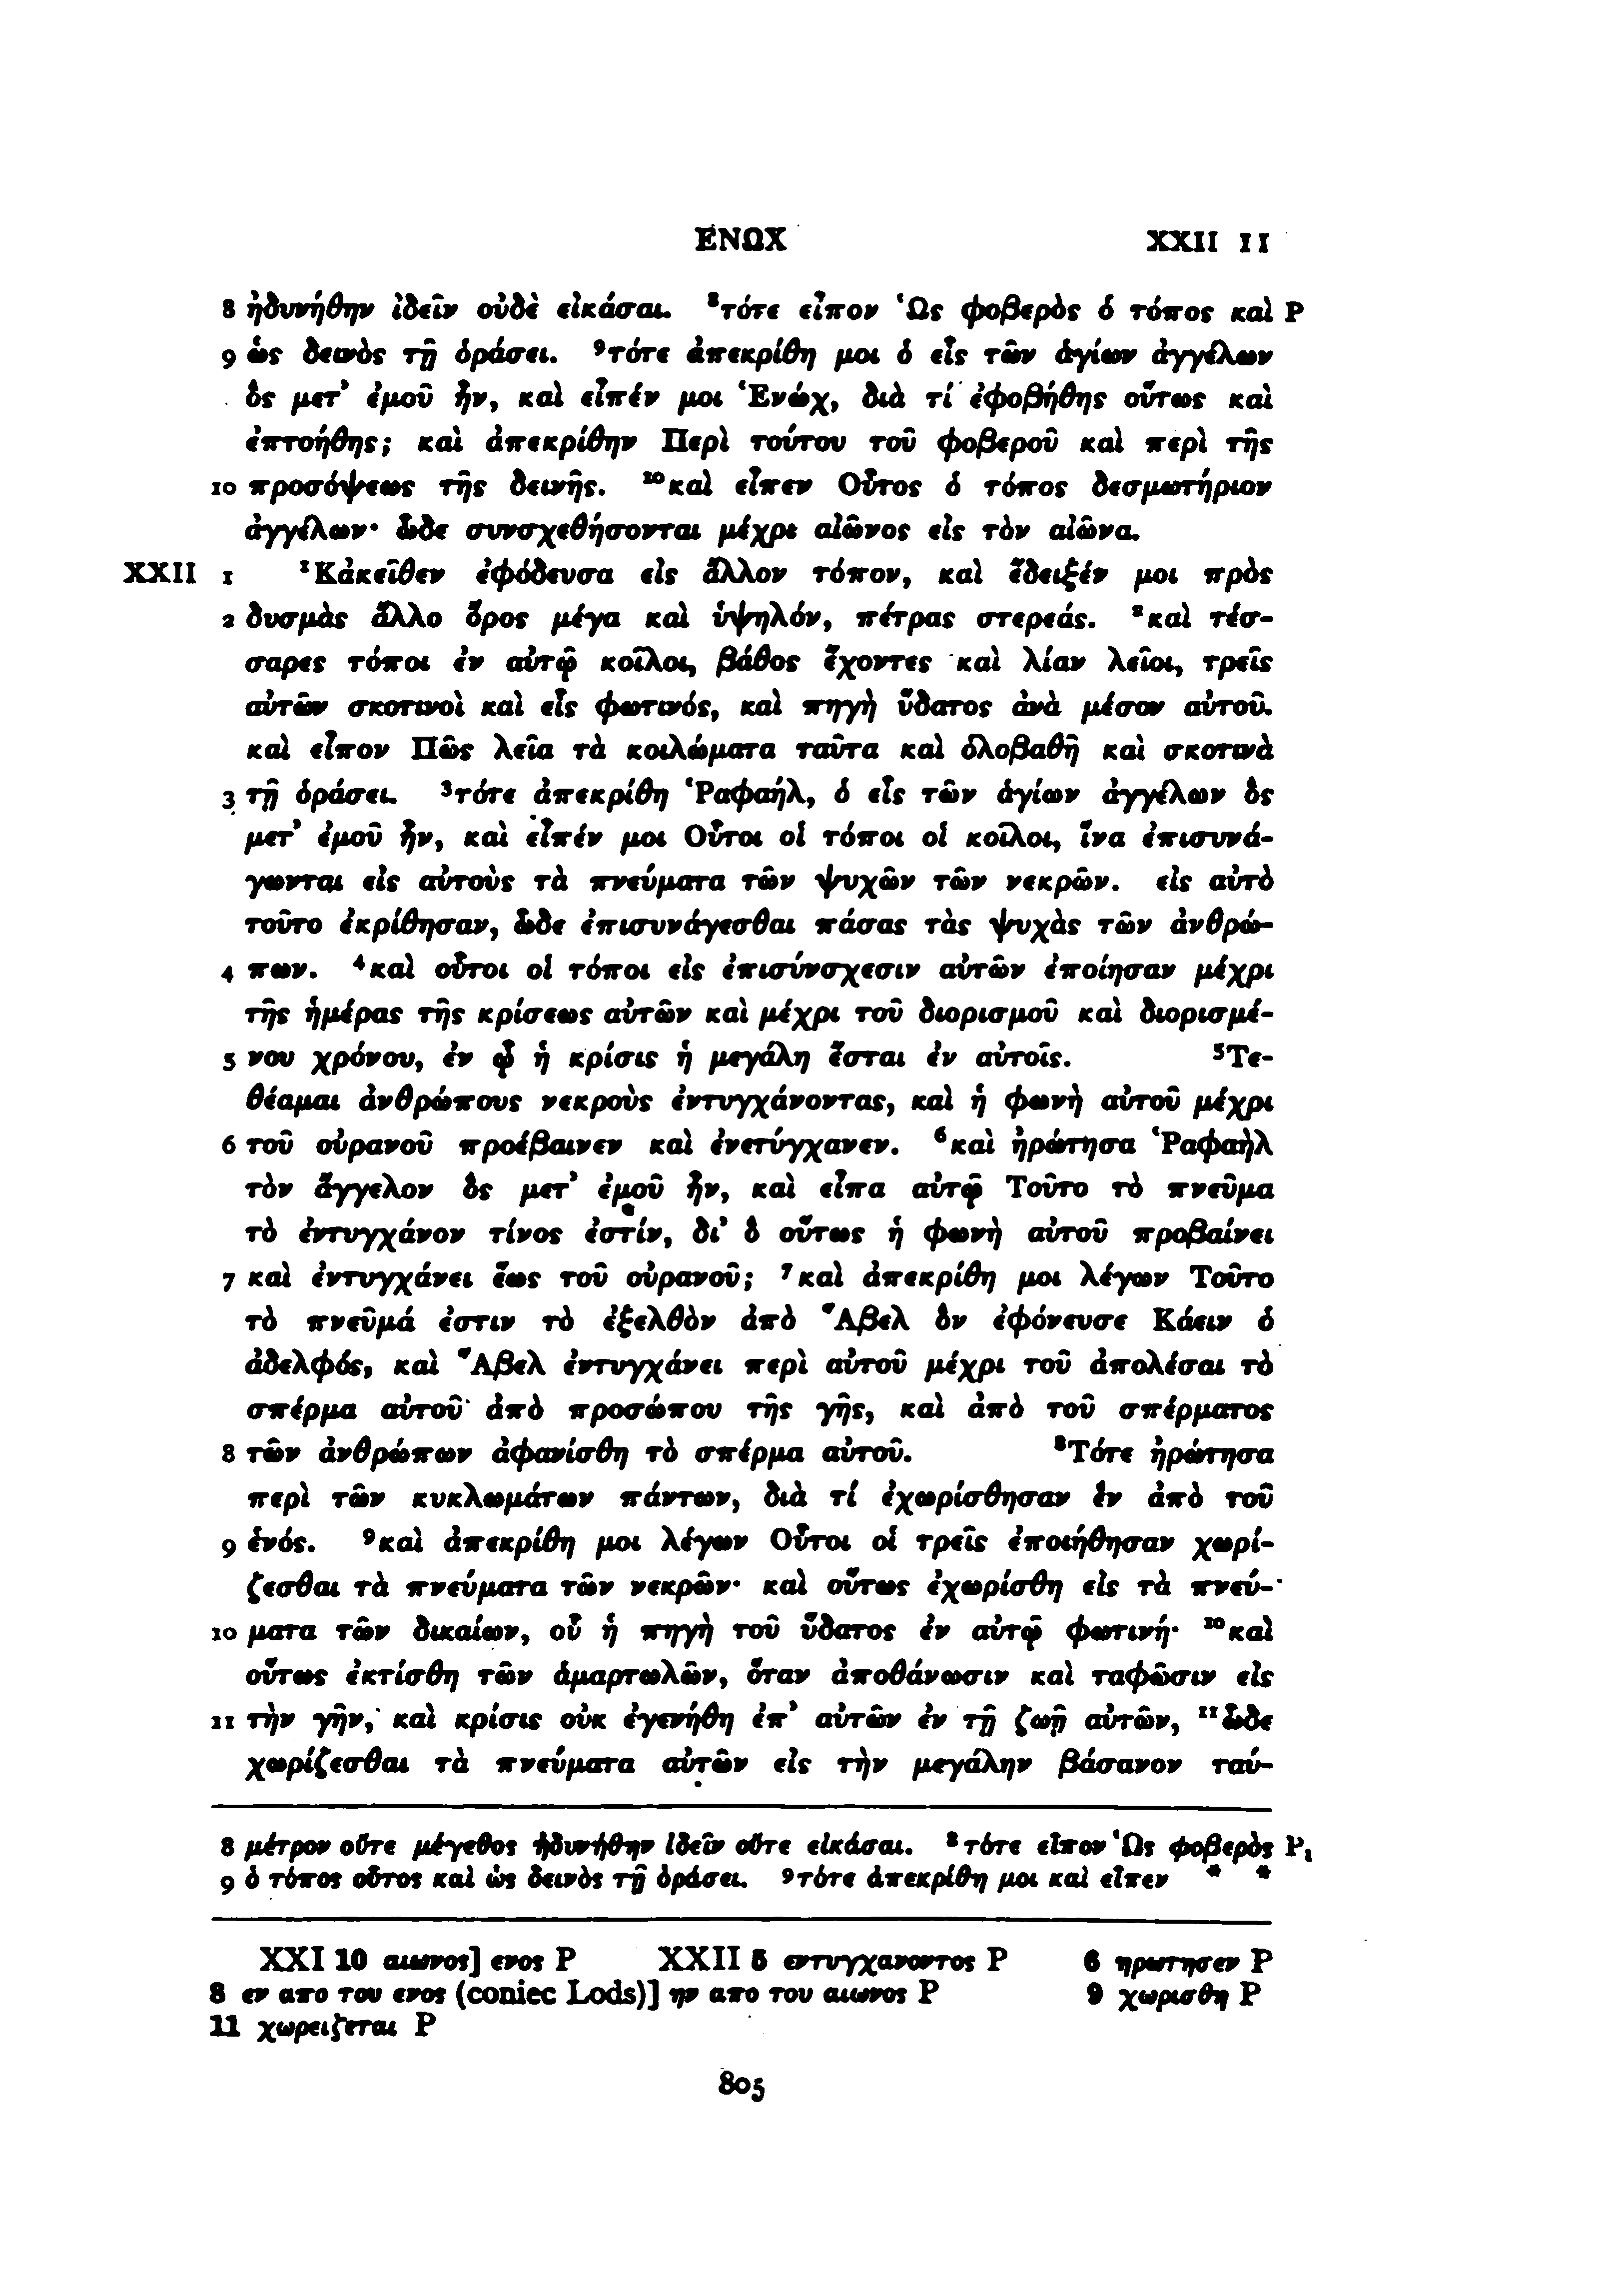 ΕΝΩΧ XXII 11
8 ἠδυνήθην ἰδεῖν οὐδὲ εἰκάσαι. ⁸τότε εἶπον Ὡς φοβερὸς ὁ τόπος καὶ P
9 ὡς δεινὸς τῇ ὁράσει. ⁹τότε ἀπεκρίθη μοι ὁ εἷς τῶν ἁγίων ἀγγέλων
ὃς μετ’ ἐμοῦ ἦν, καὶ εἶπέν μοι Ἑνώχ, διὰ τί ἐφοβήθης οὕτως καὶ
ἐπτοήθης; καὶ ἀπεκρίθην Περὶ τούτου τοῦ φοβεροῦ καὶ περὶ τῆς
10 προσόψεως τῆς δεινῆς. ¹⁰καὶ εἶπεν Οὗτος ὁ τόπος δεσμωτήριον
ἀγγέλων· ὧδε συνσχεθήσονται μέχρι αἰῶνος εἰς τὸν αἰῶνα.
XXII 1 ¹Κἀκεῖθεν ἐφόδευσα εἰς ἄλλον τόπον, καὶ ἔδειξέν μοι πρὸς
2 δυσμὰς ἄλλο ὄρος μέγα καὶ ὑψηλόν, πέτρας στερεάς. ²καὶ τέσ-
σαρες τόποι ἐν αὐτῷ κοῖλοι, βάθος ἔχοντες καὶ λίαν λεῖοι, τρεῖς
αὐτῶν σκοτινοὶ καὶ εἷς φωτινός, καὶ πηγὴ ὕδατος ἀνὰ μέσον αὐτοῦ.
καὶ εἶπον Πῶς λεῖα τὰ κοιλώματα ταῦτα καὶ ὁλοβαθῆ καὶ σκοτινὰ
3 τῇ ὁράσει. ³τότε ἀπεκρίθη Ῥαφαήλ, ὁ εἷς τῶν ἁγίων ἀγγέλων ὃς
μετ’ ἐμοῦ ἦν, καὶ εἶπέν μοι Οὗτοι οἱ τόποι οἱ κοῖλοι, ἵνα ἐπισυνά-
γωνται εἰς αὐτοὺς τὰ πνεύματα τῶν ψυχῶν τῶν νεκρῶν. εἰς αὐτὸ
τοῦτο ἐκρίθησαν, ὧδε ἐπισυνάγεσθαι πάσας τὰς ψυχὰς τῶν ἀνθρώ-
4 πων. ⁴καὶ οὗτοι οἱ τόποι εἰς ἐπισύνσχεσιν αὐτῶν ἐποίησαν μέχρι
τῆς ἡμέρας τῆς κρίσεως αὐτῶν καὶ μέχρι τοῦ διορισμοῦ καὶ διορισμέ-
5 νου χρόνου, ἐν ᾧ ἡ κρίσις ἡ μεγάλη ἔσται ἐν αὐτοῖς. ⁵Τε-
θέαμαι ἀνθρώπους νεκροὺς ἐντυγχάνοντας, καὶ ἡ φωνὴ αὐτοῦ μέχρι
6 τοῦ οὐρανοῦ προέβαινεν καὶ ἐνετύγχανεν. ⁶καὶ ἠρώτησα Ῥαφαὴλ
τὸν ἄγγελον ὃς μετ’ ἐμοῦ ἦν, καὶ εἶπα αὐτῷ Τοῦτο τὸ πνεῦμα
τὸ ἐντυγχάνον τίνος ἐστίν, δι’ ὃ οὕτως ἡ φωνὴ αὐτοῦ προβαίνει
7 καὶ ἐντυγχάνει ἕως τοῦ οὐρανοῦ; ⁷καὶ ἀπεκρίθη μοι λέγων Τοῦτο
τὸ πνεῦμά ἐστιν τὸ ἐξελθὸν ἀπὸ Ἅβελ ὃν ἐφόνευσε Κάειν ὁ
ἀδελφός, καὶ Ἅβελ ἐντυγχάνει περὶ αὐτοῦ μέχρι τοῦ ἀπολέσαι τὸ
σπέρμα αὐτοῦ ἀπὸ προσώπου τῆς γῆς, καὶ ἀπὸ τοῦ σπέρματος
8 τῶν ἀνθρώπων ἀφανίσθη τὸ σπέρμα αὐτοῦ. ⁸Τότε ἠρώτησα
περὶ τῶν κυκλωμάτων πάντων, διὰ τί ἐχωρίσθησαν ἓν ἀπὸ τοῦ
9 ἑνός. ⁹καὶ ἀπεκρίθη μοι λέγων Οὗτοι οἱ τρεῖς ἐποιήθησαν χωρί-
ζεσθαι τὰ πνεύματα τῶν νεκρῶν· καὶ οὕτως ἐχωρίσθη εἰς τὰ πνεύ-
10 ματα τῶν δικαίων, οὗ ἡ πηγὴ τοῦ ὕδατος ἐν αὐτῷ φωτινή· ¹⁰καὶ
οὕτως ἐκτίσθη τῶν ἁμαρτωλῶν, ὅταν ἀποθάνωσιν καὶ ταφῶσιν εἰς
11 τὴν γῆν, καὶ κρίσις οὐκ ἐγενήθη ἐπ’ αὐτῶν ἐν τῇ ζωῇ αὐτῶν, ¹¹ὧδε
χωρίζεσθαι τὰ πνεύματα αὐτῶν εἰς τὴν μεγάλην βάσανον ταύ-
8 μέτρον οὔτε μέγεθος ἠδυνήθην ἰδεῖν οὔτε εἰκάσαι. ⁸τότε εἶπον Ὡς φοβερὸς P₁
9 ὁ τόπος οὗτος καὶ ὡς δεινὸς τῇ ὁράσει. ⁹τότε ἀπεκρίθη μοι καὶ εἶπεν * *
XXI 10 αιωνος] ενος P XXII 5 εντυγχανοντος P 6 ηρωτησεν P
8 εν απο του ενος (coniec Lods)] ην απο του αιωνος P 9 χωρισθη P
11 χωρειζεται P
805